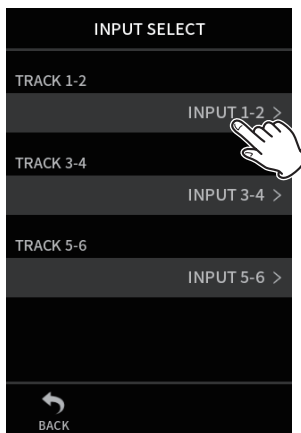 INPUT SELECT
TRACK 1-2
INPUT 1-2 >
TRACK 3-4
INPUT 3-4 >
TRACK 5-6
INPUT 5-6 >
BACK